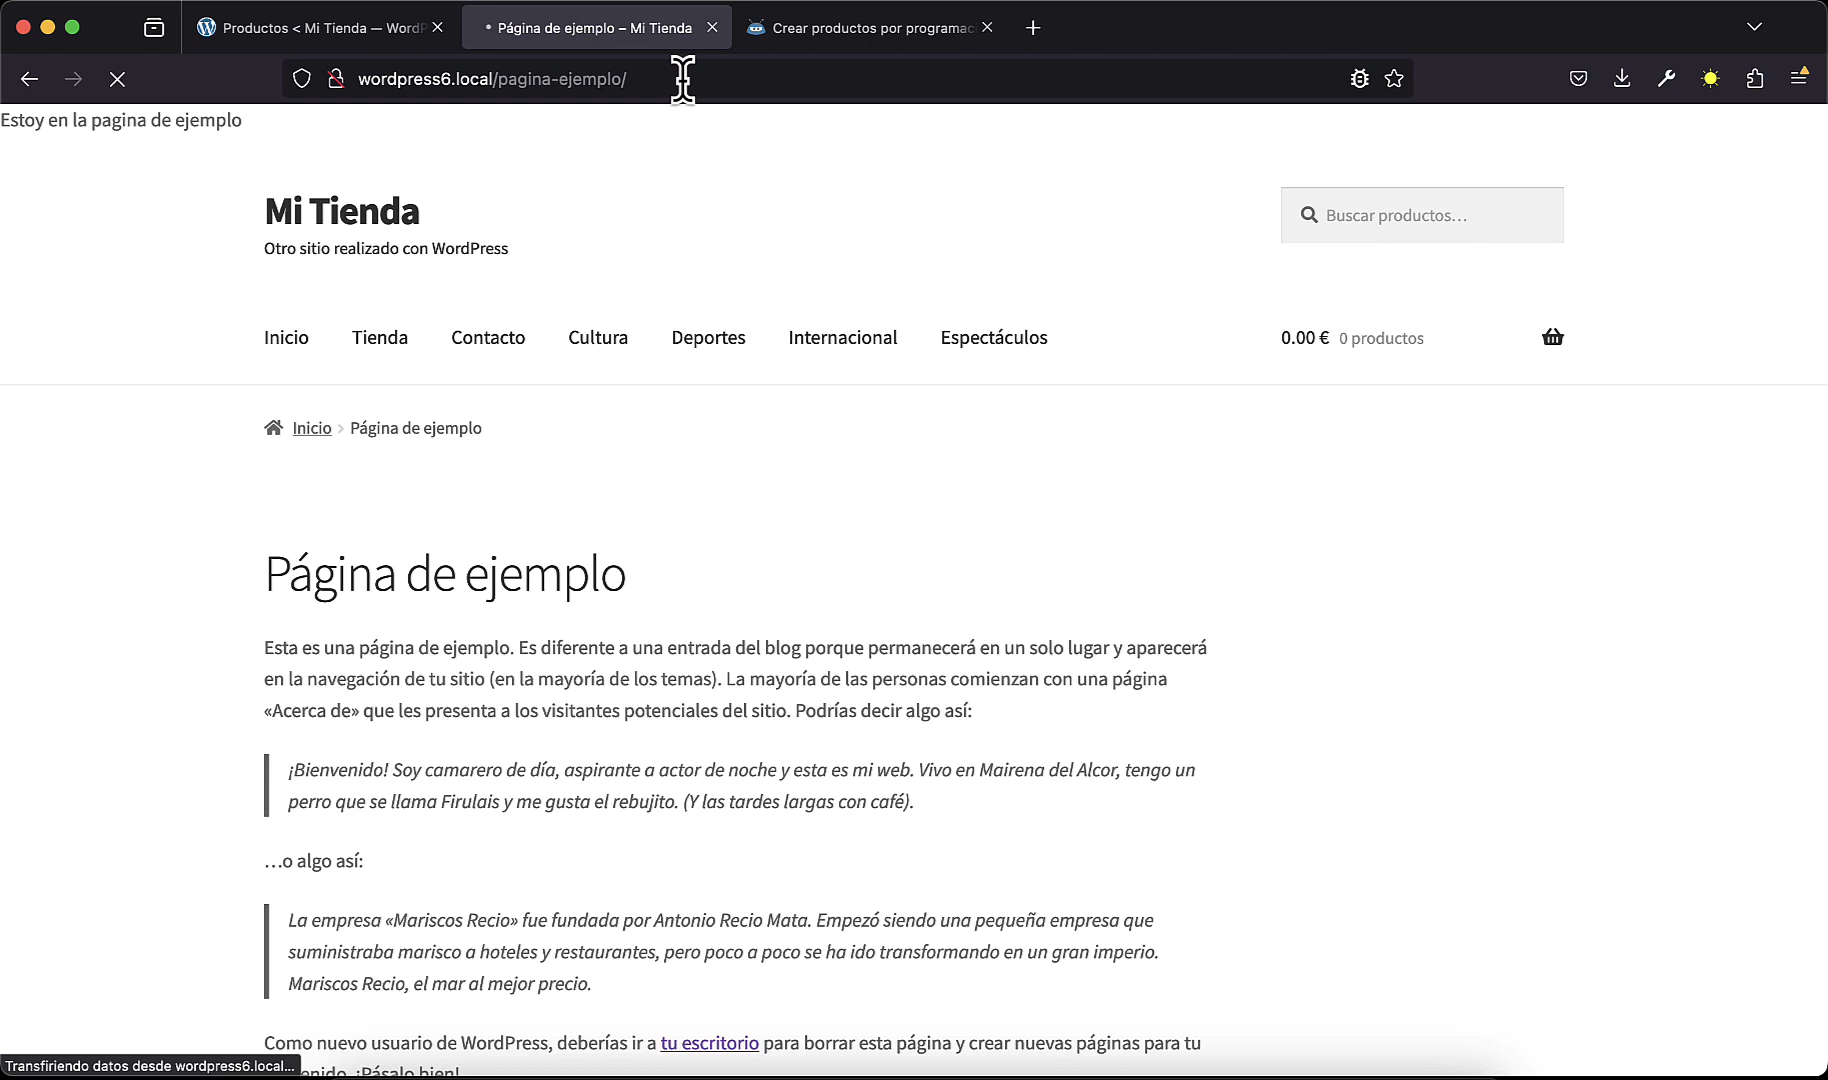 Productos < Mi Tienda — WordP
Página de ejemplo – Mi Tienda
Crear productos por programac
wordpress6.local/pagina-ejemplo/
Estoy en la pagina de ejemplo
Mi Tienda
Otro sitio realizado con WordPress
Buscar productos…
Inicio Tienda Contacto Cultura Deportes Internacional Espectáculos
0.00 € 0 productos
Inicio Página de ejemplo
Página de ejemplo
Esta es una página de ejemplo. Es diferente a una entrada del blog porque permanecerá en un solo lugar y aparecerá
en la navegación de tu sitio (en la mayoría de los temas). La mayoría de las personas comienzan con una página
«Acerca de» que les presenta a los visitantes potenciales del sitio. Podrías decir algo así:
¡Bienvenido! Soy camarero de día, aspirante a actor de noche y esta es mi web. Vivo en Mairena del Alcor, tengo un
perro que se llama Firulais y me gusta el rebujito. (Y las tardes largas con café).
…o algo así:
La empresa «Mariscos Recio» fue fundada por Antonio Recio Mata. Empezó siendo una pequeña empresa que
suministraba marisco a hoteles y restaurantes, pero poco a poco se ha ido transformando en un gran imperio.
Mariscos Recio, el mar al mejor precio.
Como nuevo usuario de WordPress, deberías ir a tu escritorio para borrar esta página y crear nuevas páginas para tu
enido. ¡Pásalo bien!
Transfiriendo datos desde wordpress6.local...